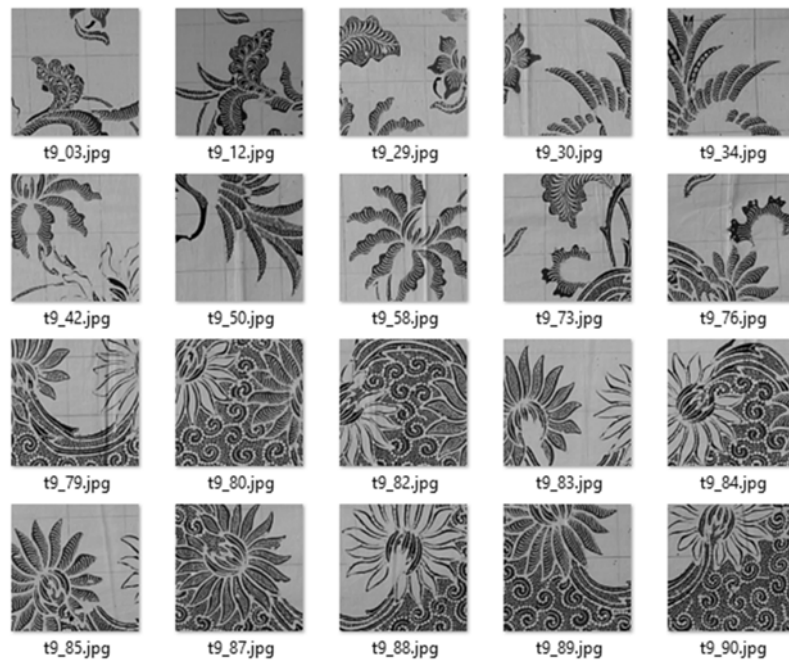 t9_03.jpg t9_12.jpg t9_29.jpg t9_30.jpg t9_34.jpg
t9_42.jpg t9_50.jpg t9_58.jpg t9_73.jpg t9_76.jpg
t9_79.jpg t9_80.jpg t9_82.jpg t9_83.jpg t9_84.jpg
t9_85.jpg t9_87.jpg t9_88.jpg t9_89.jpg t9_90.jpg